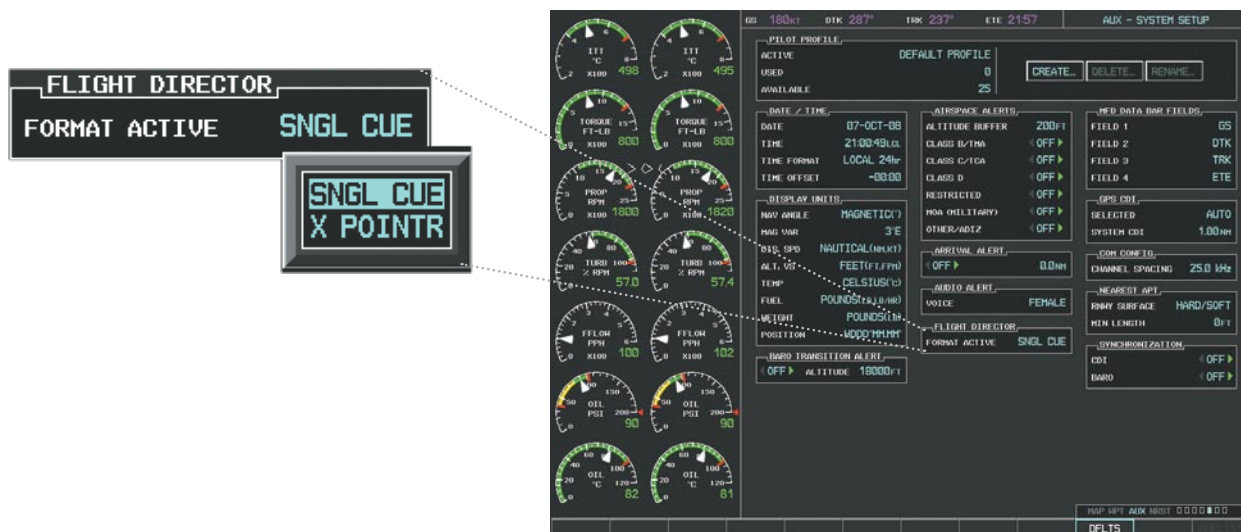 FLIGHT DIRECTOR
FORMAT ACTIVE SNGL CUE
SNGL CUE
X POINTR
GS 180KT DTK 287° TRK 237° ETE 21:57 AUX - SYSTEM SETUP
PILOT PROFILE
ACTIVE DEFAULT PROFILE
USED 0
AVAILABLE 25
CREATE… DELETE… RENAME…
DATE / TIME
DATE 07-OCT-08
TIME 21:00:49LCL
TIME FORMAT LOCAL 24hr
TIME OFFSET -00:00
DISPLAY UNITS
NAV ANGLE MAGNETIC(°)
MAG VAR 3°E
DIS, SPD NAUTICAL(NM,KT)
ALT, VS FEET(FT,FPM)
TEMP CELSIUS(°C)
FUEL POUNDS(LB,LB/HR)
WEIGHT POUNDS(LB)
POSITION HDDD°MM.MM'
BARO TRANSITION ALERT
OFF ALTITUDE 18000FT
AIRSPACE ALERTS
ALTITUDE BUFFER 200FT
CLASS B/TMA OFF
CLASS C/TCA OFF
CLASS D OFF
RESTRICTED OFF
MOA (MILITARY) OFF
OTHER/ADIZ OFF
ARRIVAL ALERT
OFF 0.0NM
AUDIO ALERT
VOICE FEMALE
FLIGHT DIRECTOR
FORMAT ACTIVE SNGL CUE
MFD DATA BAR FIELDS
FIELD 1 GS
FIELD 2 DTK
FIELD 3 TRK
FIELD 4 ETE
GPS CDI
SELECTED AUTO
SYSTEM CDI 1.00NM
COM CONFIG
CHANNEL SPACING 25.0 kHz
NEAREST APT
RNWY SURFACE HARD/SOFT
MIN LENGTH 0FT
SYNCHRONIZATION
CDI OFF
BARO OFF
ITT °C X100 498
ITT °C X100 495
TORQUE FT-LB 800
TORQUE FT-LB 800
PROP RPM X100 1800
PROP RPM X100 1820
TURB % RPM 57.0
TURB % RPM 57.4
FFLOW PPH X100 100
FFLOW PPH X100 102
OIL PSI 90
OIL PSI 90
OIL °C 82
OIL °C 81
MAP WPT AUX NRST
DFLTS